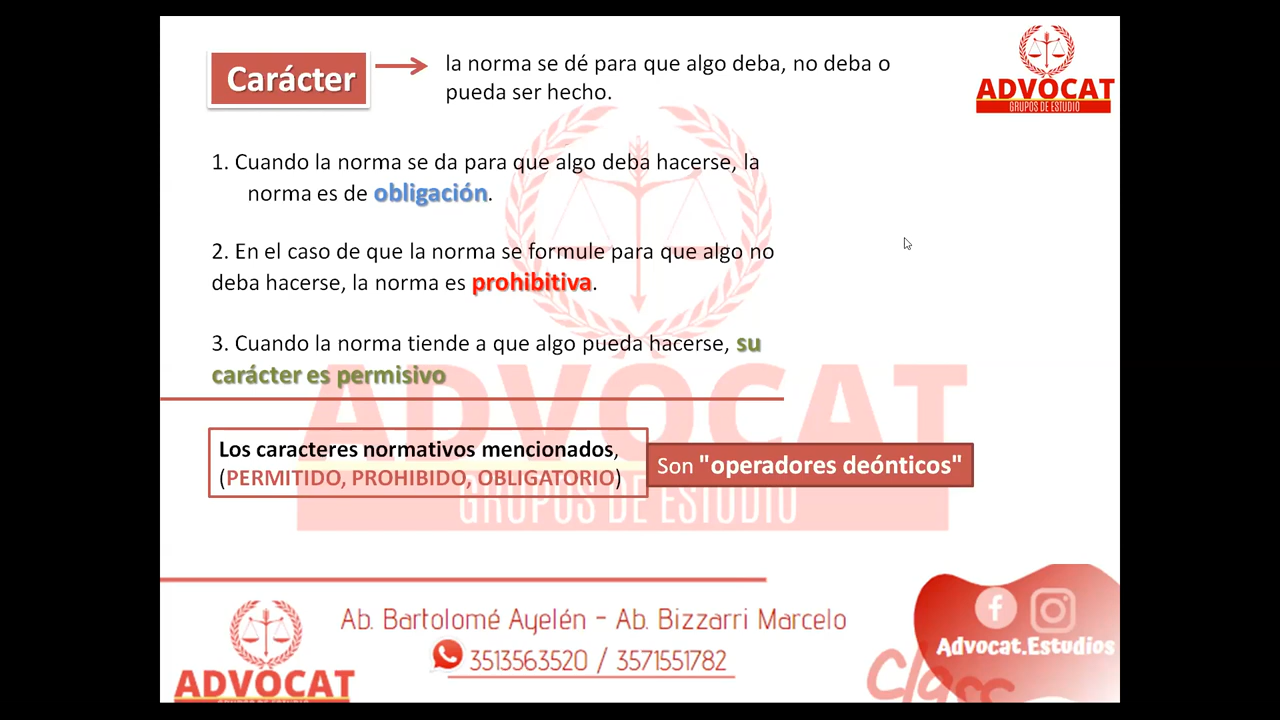 Carácter
la norma se dé para que algo deba, no deba o
pueda ser hecho.
ADVOCAT
GRUPOS DE ESTUDIO
1. Cuando la norma se da para que algo deba hacerse, la
norma es de obligación.
2. En el caso de que la norma se formule para que algo no
deba hacerse, la norma es prohibitiva.
3. Cuando la norma tiende a que algo pueda hacerse, su
carácter es permisivo
ADVOCAT
Los caracteres normativos mencionados,
(PERMITIDO, PROHIBIDO, OBLIGATORIO)
Son "operadores deónticos"
GRUPOS DE ESTUDIO
Ab. Bartolomé Ayelén - Ab. Bizzarri Marcelo
3513563520 / 3571551782
Advocat.Estudios
Class
ADVOCAT
GRUPOS DE ESTUDIO